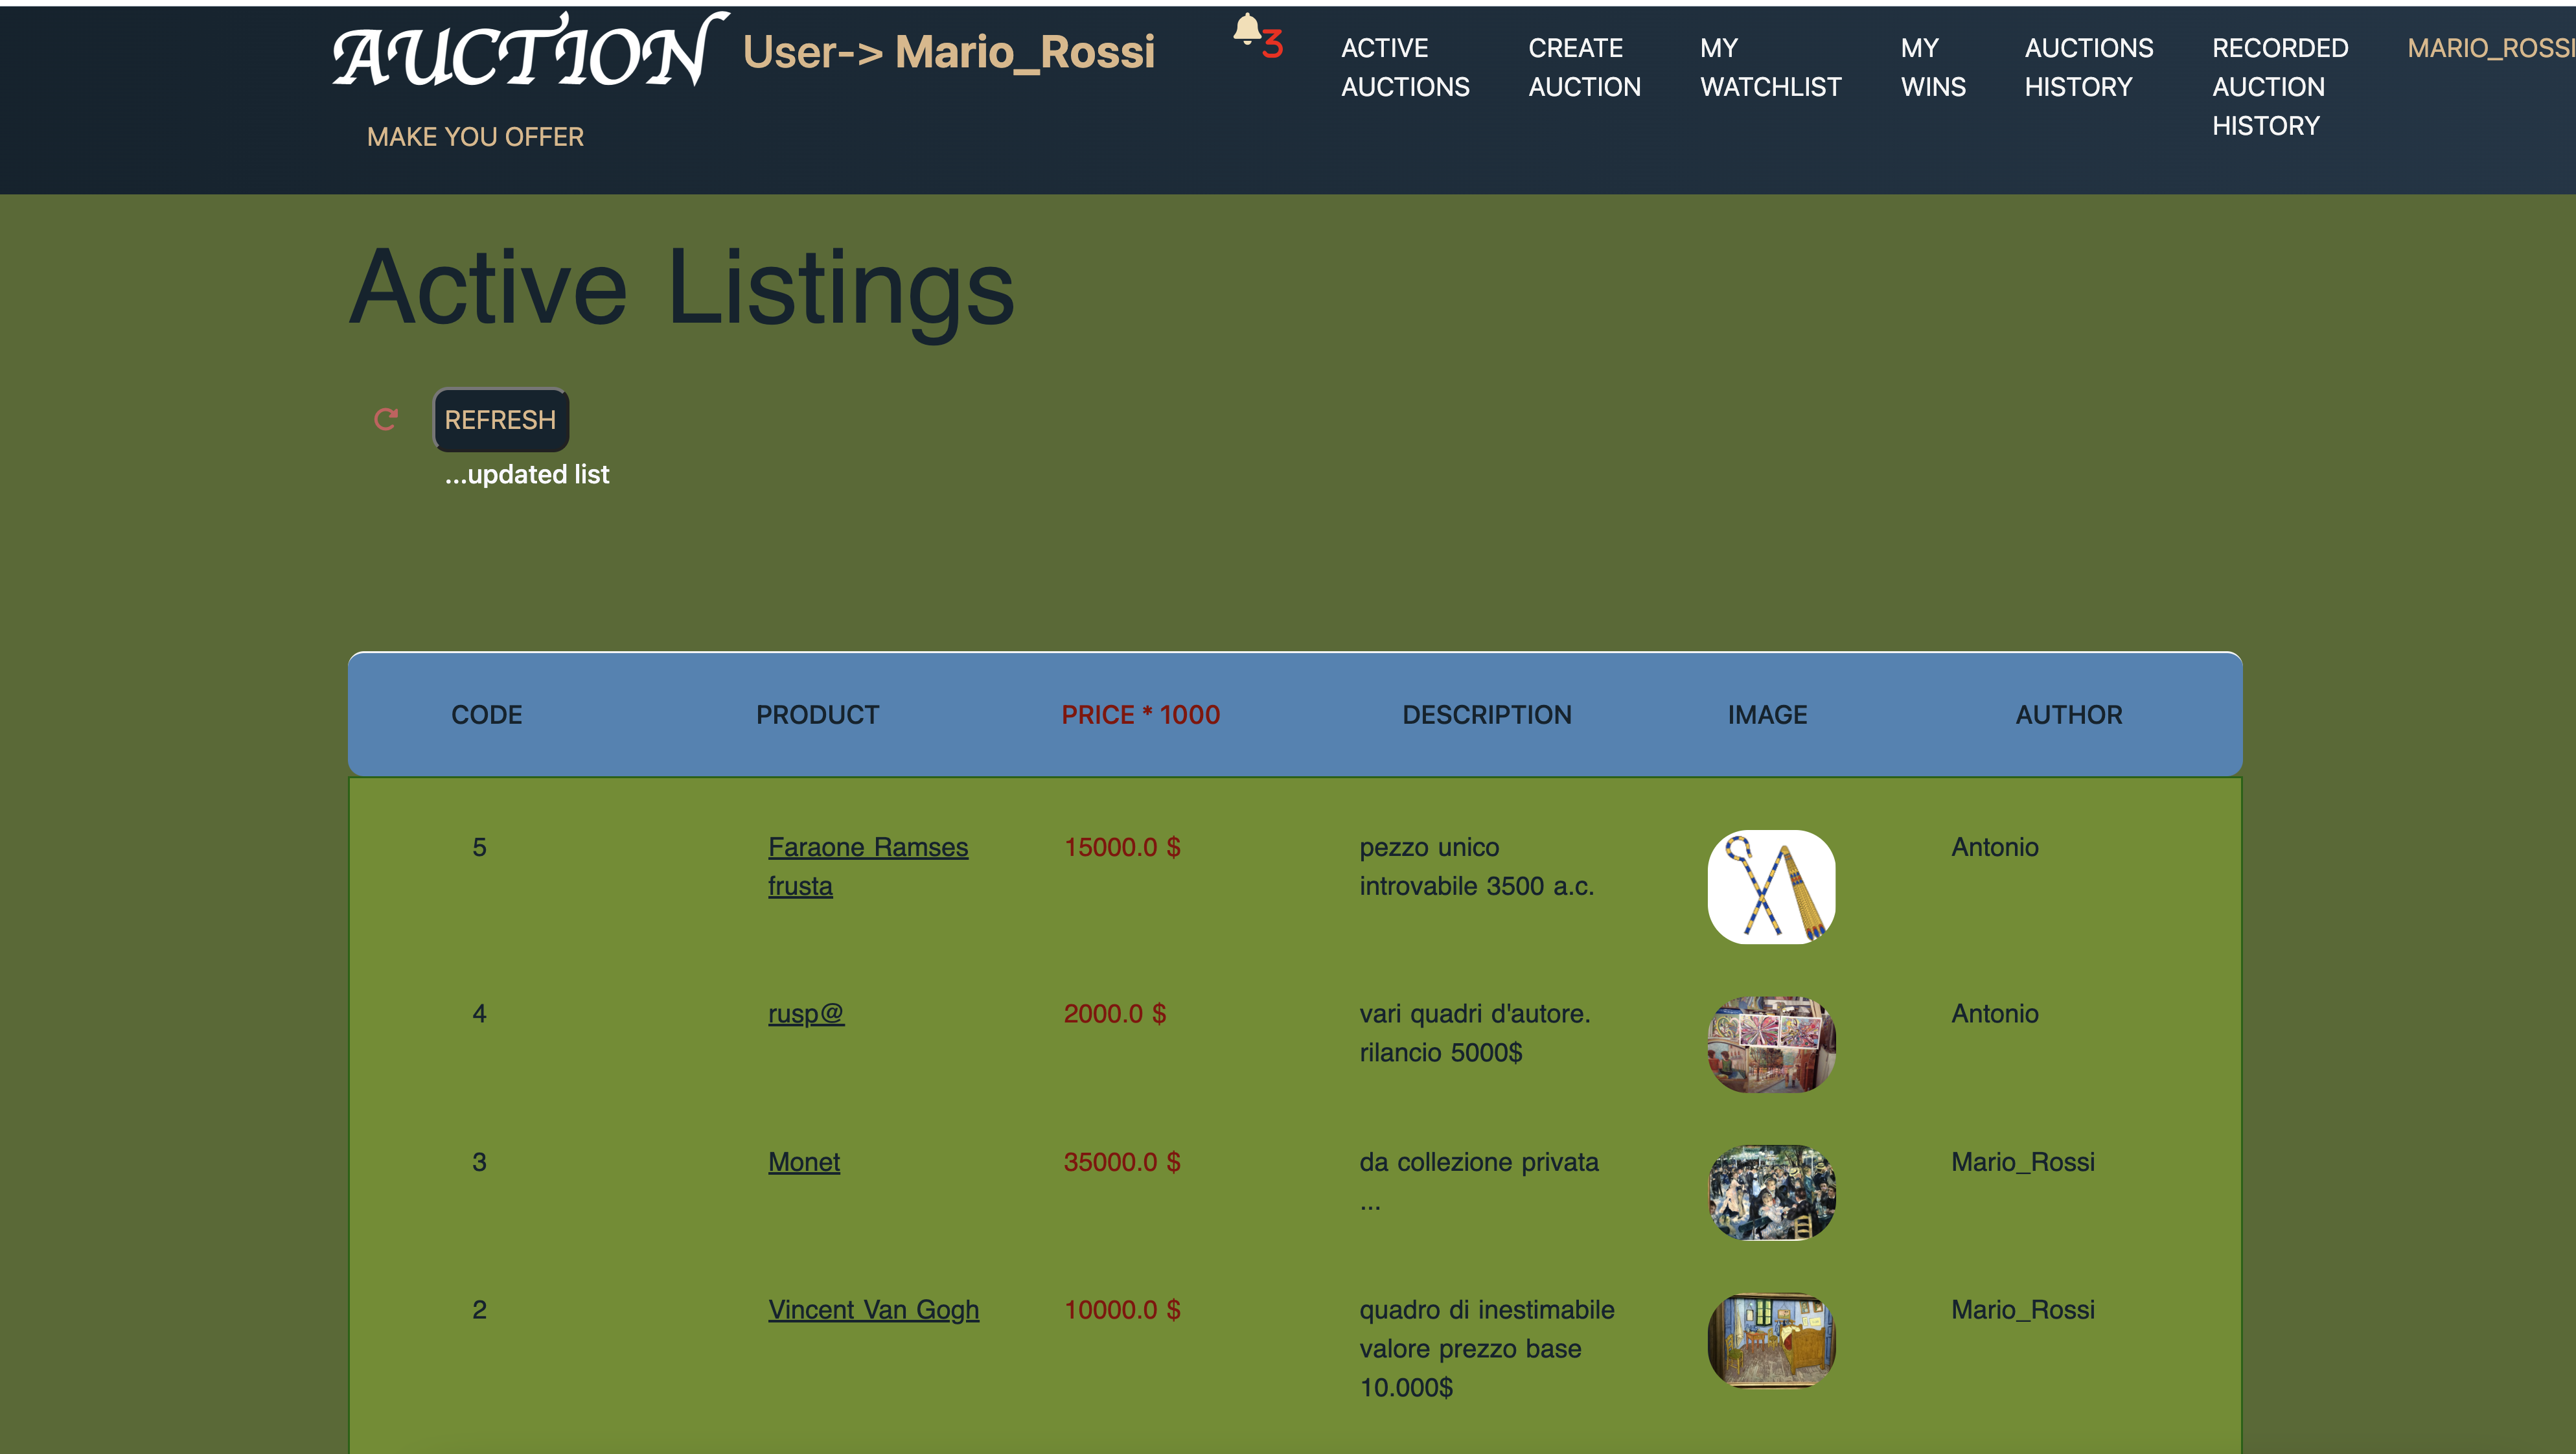 AUCTION User-> Mario_Rossi
MAKE YOU OFFER
3
ACTIVE
AUCTIONS
CREATE
AUCTION
MY
WATCHLIST
MY
WINS
AUCTIONS
HISTORY
RECORDED
AUCTION
HISTORY
MARIO_ROSSI
Active Listings
REFRESH
...updated list
CODE PRODUCT PRICE * 1000 DESCRIPTION IMAGE AUTHOR
5
Faraone Ramses
frusta
15000.0 $
pezzo unico
introvabile 3500 a.c.
Antonio
4
rusp@
2000.0 $
vari quadri d'autore.
rilancio 5000$
Antonio
3
Monet
35000.0 $
da collezione privata
...
Mario_Rossi
2
Vincent Van Gogh
10000.0 $
quadro di inestimabile
valore prezzo base
10.000$
Mario_Rossi